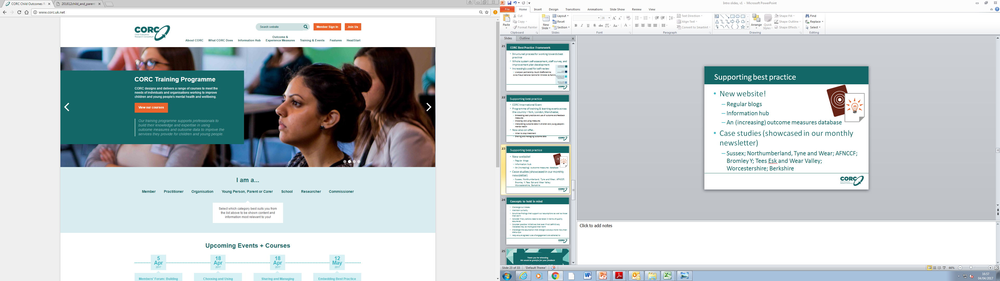 CORC Child Outcomes R
201612child_and_parent
www.corc.uk.net
CORC
Child Outcomes
Research Consortium
Search website
Member Sign In
Join Us
About CORC
What CORC Does
Information Hub
Outcome &
Experience Measures
Training & Events
Features
HeadStart
CORC Training Programme
CORC designs and delivers a range of courses to meet the
needs of individuals and organisations working to improve
children and young people's mental health and wellbeing.
View our courses
Our training programme supports professionals to
build their knowledge and expertise in using
outcome measures and outcome data to improve the
services they provide for children and young people.
I am a...
Member
Practitioner
Organisation
Young Person, Parent or Carer
School
Researcher
Commissioner
Select which category best suits you from
the list above to be shown content and
information most relevant to you!
Upcoming Events + Courses
5
Apr
2017
18
Apr
2017
18
Apr
2017
12
May
2017
Members' Forum: Building
Choosing and Using
Sharing and Managing
Embedding Best Practice
Intro slides, v1 - Microsoft PowerPoint
File
Home
Insert
Design
Transitions
Animations
Slide Show
Review
View
Paste
Cut
Copy
Format Painter
Clipboard
New
Slide
Layout
Reset
Section
Slides
28
Font
Text Direction
Align Text
Convert to SmartArt
Paragraph
Arrange
Quick
Styles
Shape Fill
Shape Outline
Shape Effects
Drawing
Find
Replace
Select
Editing
Slides
Outline
21
CORC Best Practice Framework
• Structured process for working towards best
practice
• Whole system self-assessment, staff survey, and
improvement plan development
• Increasingly used for self-review
– Liverpool partnership; South Staffordshire;
Anna Freud National Centre for Children & Familie
CORC
22
Supporting best practice
• CORC International Event
• Programme of training & learning events across
the country – York, London, Manchester,
– Embedding best practice and use of outcome and feedback
measures
– Choosing and using measures
– Interpreting outcome data in children and young people's
mental health
• Now also on offer.
– When to stop treatment
– Sharing and managing outcome data
CORC
23
Supporting best practice
• New website!
– Regular blogs
– Information hub
– An (increasing) outcome measures database
• Case studies (showcased in our monthly
newsletter)
– Sussex; Northumberland, Tyne and Wear; AFNCCF;
Bromley Y; Tees Esk and Wear Valley;
Worcestershire; Berkshire
CORC
24
Concepts to hold in mind
• Challenge our biases.
• Maintain curiosity
• Scrutinise findings that support our assumptions as well as those
that don't
• Consider if any actions need to be taken in terms of quality
assurance
• Consider possible initiatives that even if not definitively
indicated may do more good than harm
• Challenge the assumption that change is always more risky than
status quo
• Help ensure agreed rules of engagement are adhered to
CORC
25
Thank you for attending
We would be grateful for your feedback
Supporting best practice
• New website!
– Regular blogs
– Information hub
– An (increasing) outcome measures database
• Case studies (showcased in our monthly
newsletter)
– Sussex; Northumberland, Tyne and Wear; AFNCCF;
Bromley Y; Tees Esk and Wear Valley;
Worcestershire; Berkshire
CORC
Child Outcomes
Research Consortium
Click to add notes
Slide 23 of 33
"Default Theme"
66%
16:57
04/04/2017